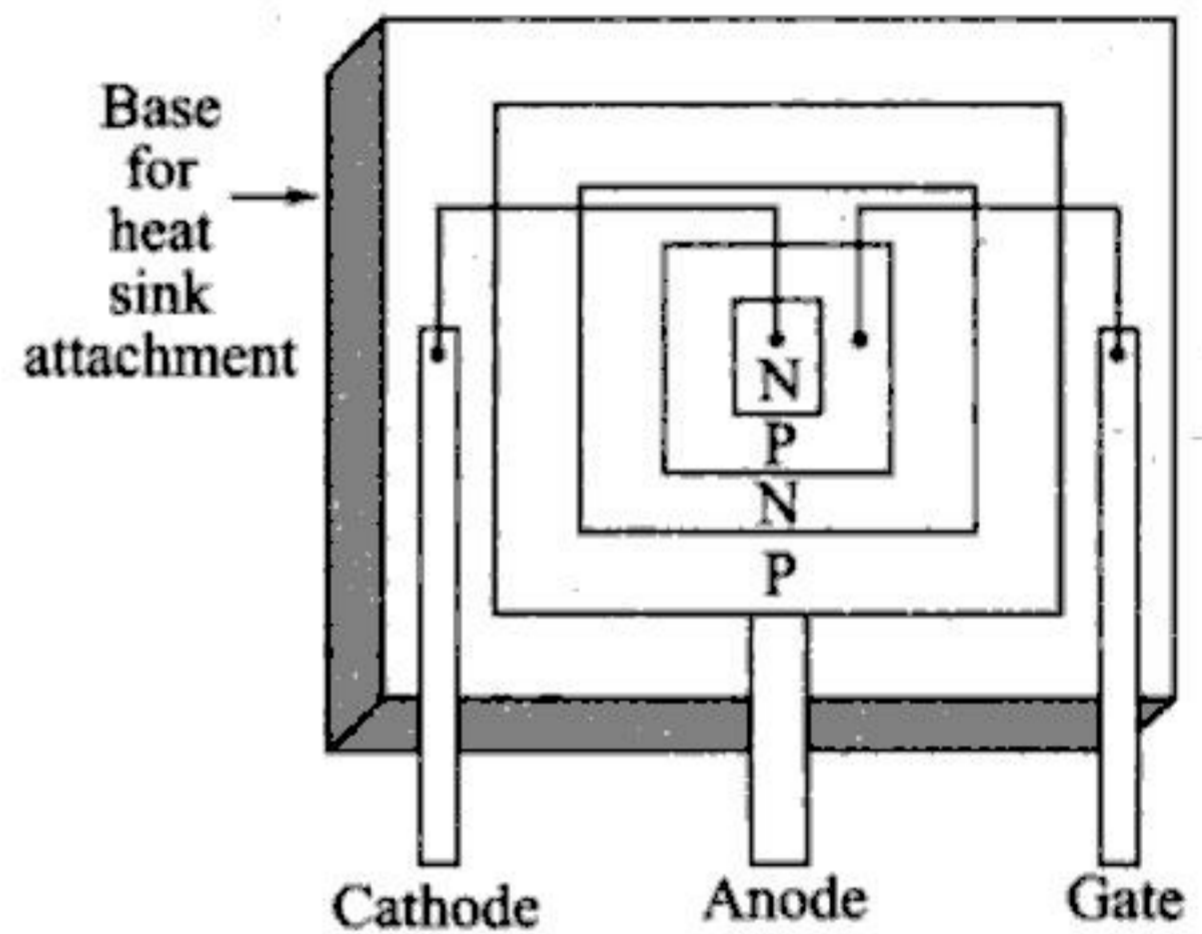 Base
for
heat
sink
attachment
N
P
N
P
Cathode
Anode
Gate